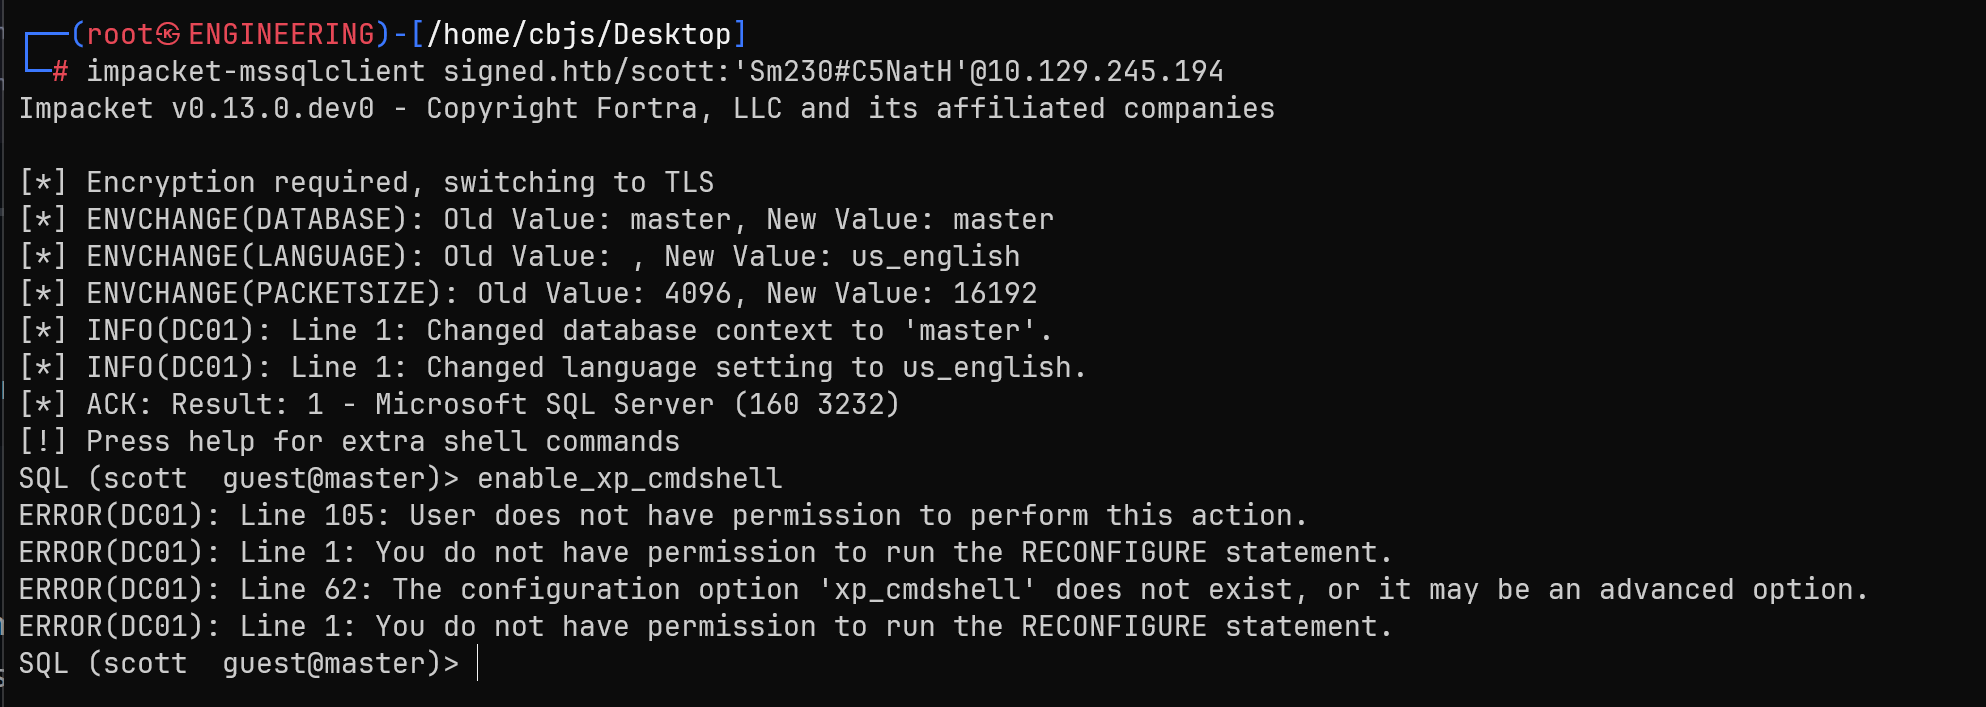 ┌──(root㉿ENGINEERING)-[/home/cbjs/Desktop]
└─# impacket-mssqlclient signed.htb/scott:'Sm230#C5NatH'@10.129.245.194
Impacket v0.13.0.dev0 - Copyright Fortra, LLC and its affiliated companies
[*] Encryption required, switching to TLS
[*] ENVCHANGE(DATABASE): Old Value: master, New Value: master
[*] ENVCHANGE(LANGUAGE): Old Value: , New Value: us_english
[*] ENVCHANGE(PACKETSIZE): Old Value: 4096, New Value: 16192
[*] INFO(DC01): Line 1: Changed database context to 'master'.
[*] INFO(DC01): Line 1: Changed language setting to us_english.
[*] ACK: Result: 1 - Microsoft SQL Server (160 3232)
[!] Press help for extra shell commands
SQL (scott  guest@master)> enable_xp_cmdshell
ERROR(DC01): Line 105: User does not have permission to perform this action.
ERROR(DC01): Line 1: You do not have permission to run the RECONFIGURE statement.
ERROR(DC01): Line 62: The configuration option 'xp_cmdshell' does not exist, or it may be an advanced option.
ERROR(DC01): Line 1: You do not have permission to run the RECONFIGURE statement.
SQL (scott  guest@master)>